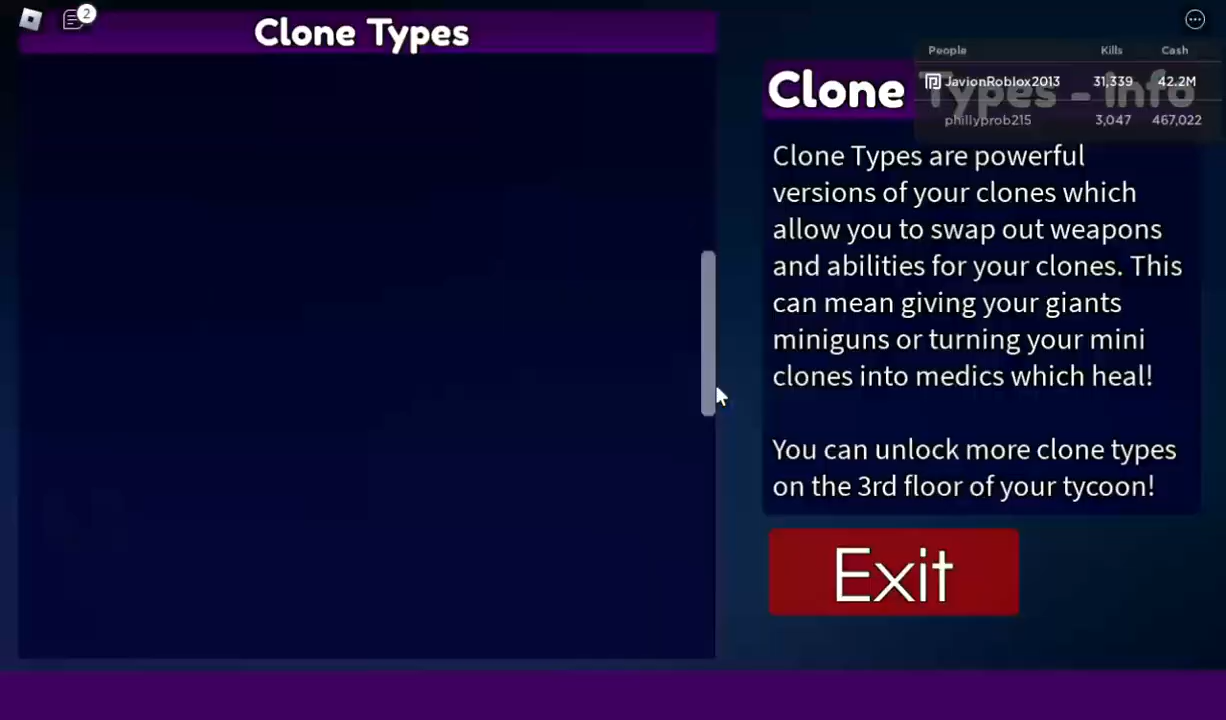 2
Clone Types
People Kills Cash
JavionRoblox2013 31,339 42.2M
phillyprob215 3,047 467,022
Clone Types - Info
Clone Types are powerful
versions of your clones which
allow you to swap out weapons
and abilities for your clones. This
can mean giving your giants
miniguns or turning your mini
clones into medics which heal!
You can unlock more clone types
on the 3rd floor of your tycoon!
Exit